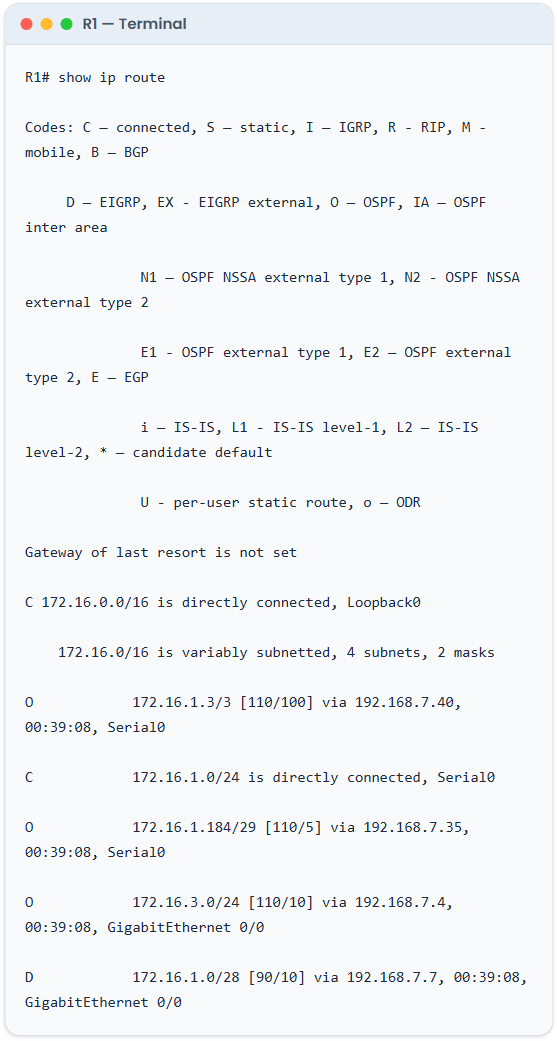 R1 — Terminal
R1# show ip route
Codes: C – connected, S – static, I – IGRP, R - RIP, M -
mobile, B – BGP
D – EIGRP, EX - EIGRP external, O – OSPF, IA – OSPF
inter area
N1 – OSPF NSSA external type 1, N2 - OSPF NSSA
external type 2
E1 - OSPF external type 1, E2 – OSPF external
type 2, E – EGP
i – IS-IS, L1 - IS-IS level-1, L2 – IS-IS
level-2, * – candidate default
U - per-user static route, o – ODR
Gateway of last resort is not set
C 172.16.0.0/16 is directly connected, Loopback0
172.16.0/16 is variably subnetted, 4 subnets, 2 masks
O 172.16.1.3/3 [110/100] via 192.168.7.40,
00:39:08, Serial0
C 172.16.1.0/24 is directly connected, Serial0
O 172.16.1.184/29 [110/5] via 192.168.7.35,
00:39:08, Serial0
O 172.16.3.0/24 [110/10] via 192.168.7.4,
00:39:08, GigabitEthernet 0/0
D 172.16.1.0/28 [90/10] via 192.168.7.7, 00:39:08,
GigabitEthernet 0/0